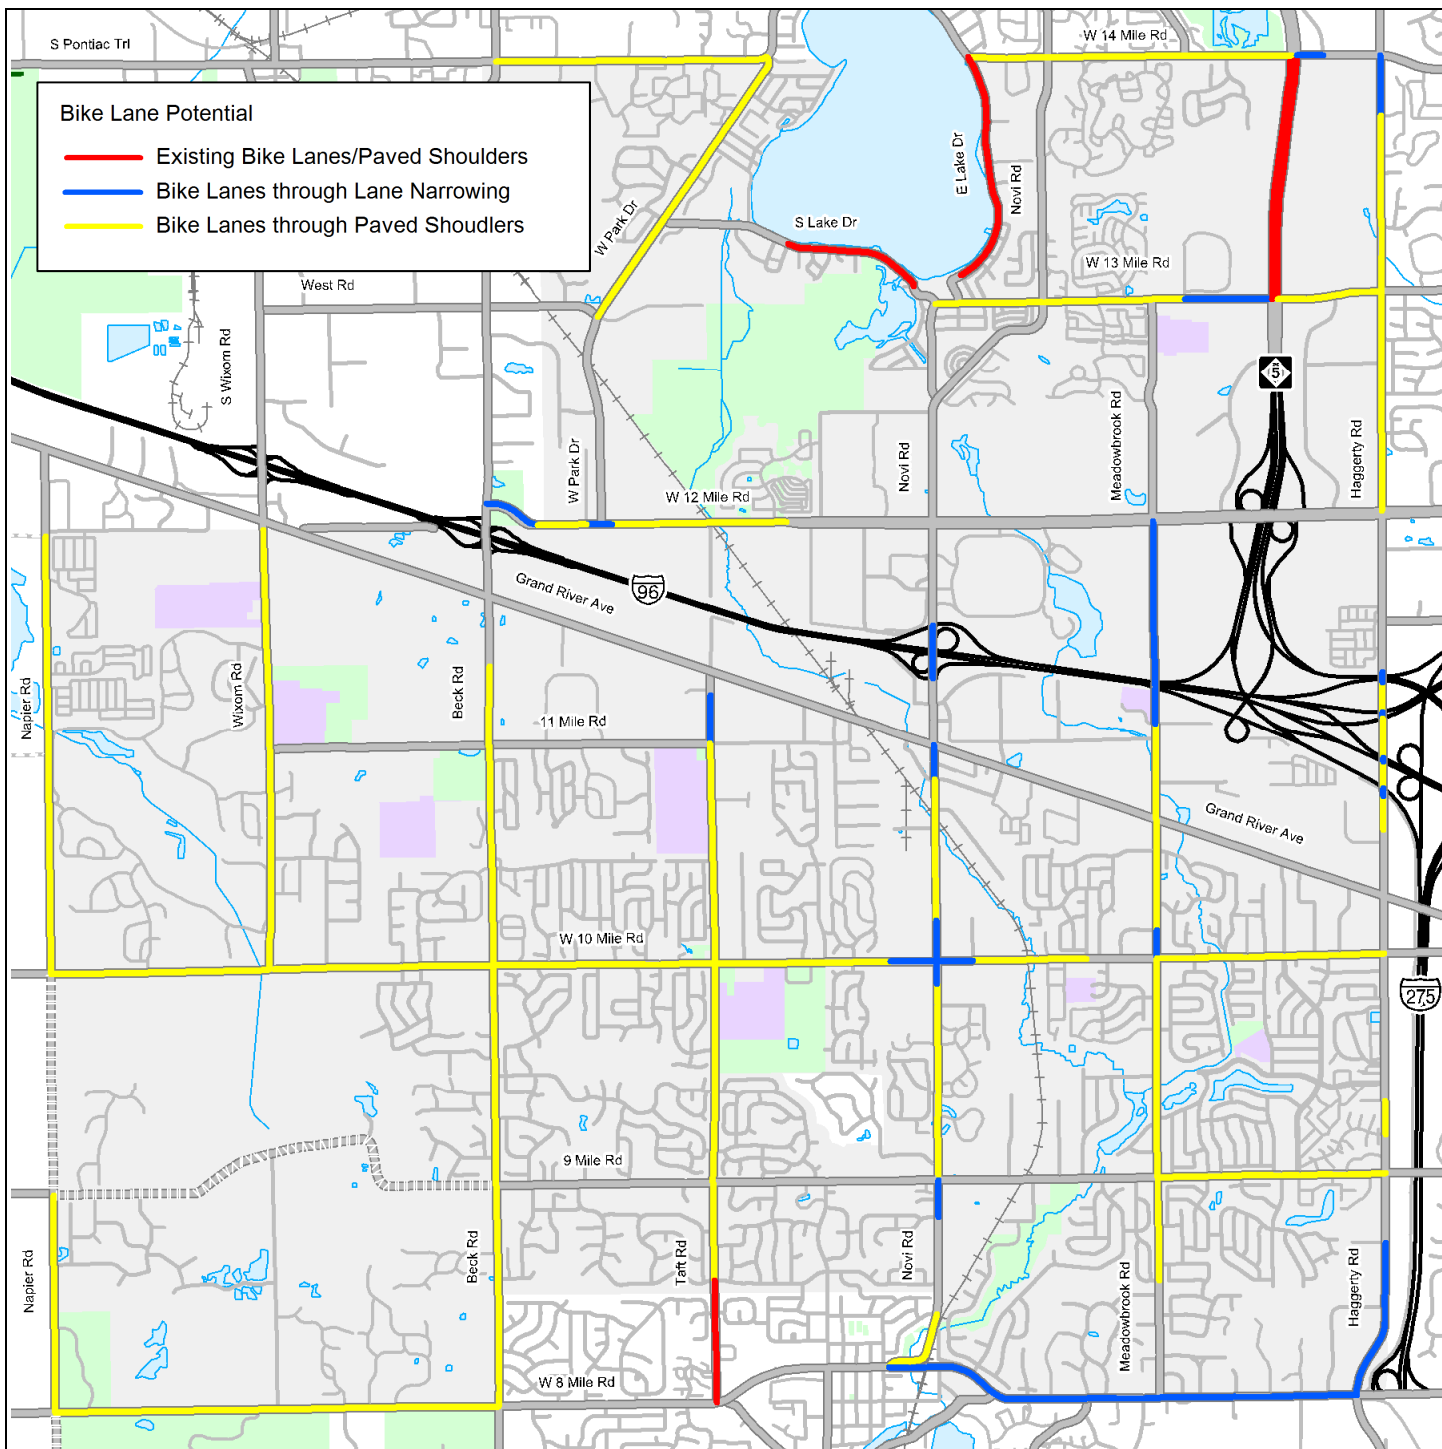 S Pontiac Trl
W 14 Mile Rd
Bike Lane Potential
Existing Bike Lanes/Paved Shoulders
Bike Lanes through Lane Narrowing
Bike Lanes through Paved Shoudlers
E Lake Dr
Novi Rd
W Park Dr
S Lake Dr
W 13 Mile Rd
West Rd
S Wixom Rd
5
W Park Dr
Novi Rd
Meadowbrook Rd
Haggerty Rd
W 12 Mile Rd
Grand River Ave
96
Napier Rd
Wixom Rd
Beck Rd
11 Mile Rd
Grand River Ave
W 10 Mile Rd
275
9 Mile Rd
Napier Rd
Beck Rd
Taft Rd
Novi Rd
Meadowbrook Rd
Haggerty Rd
W 8 Mile Rd